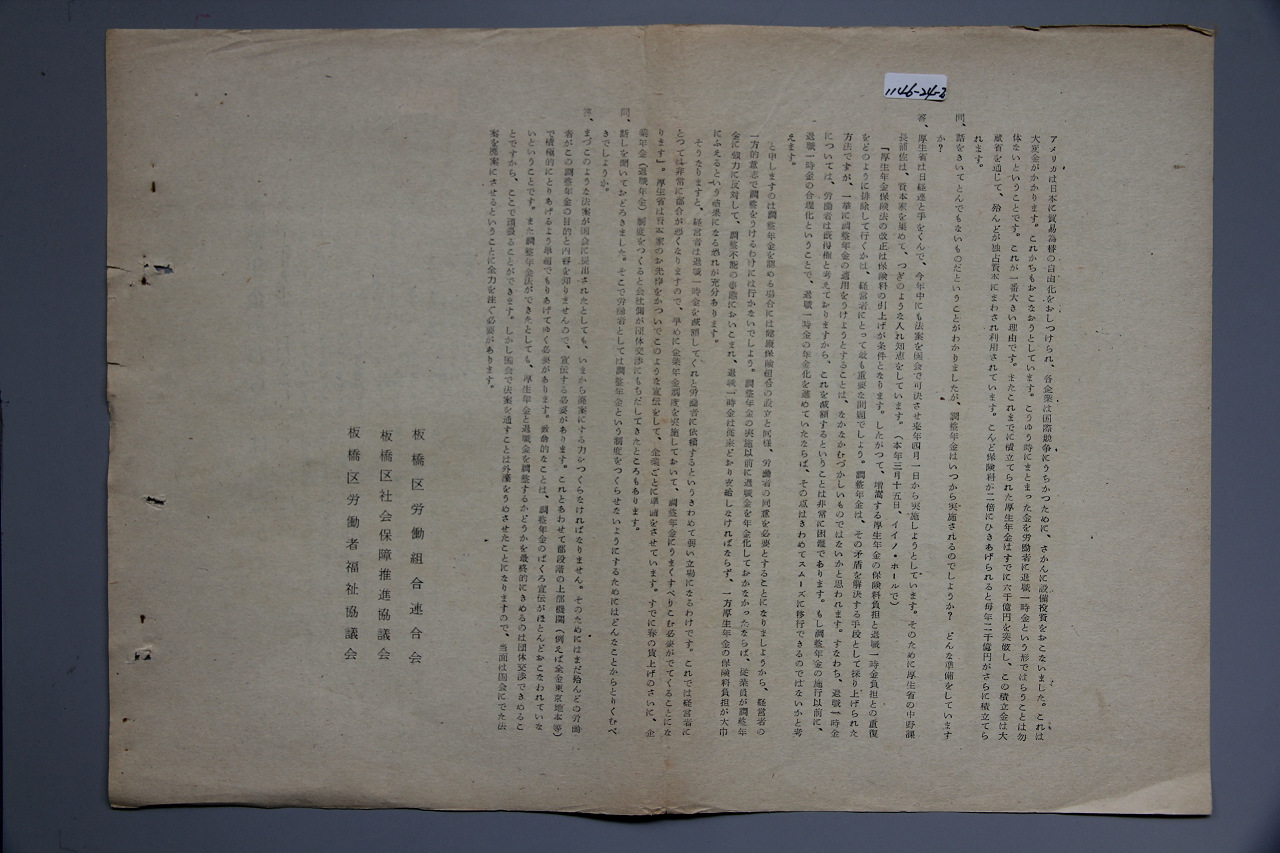 1146-24-2
アメリカは日本に貿易為替の自由化をおしつけられ、各企業は国際競争にうちかつために、さかんに設備投資をおこないました。これは
大変金がかかります。これからもおこなおうとしています。こうゆう時にまとまった金を労働者に退職一時金という形ではらうことは勿
体ないということです。これが一番大きい理由です。またこれまでに積立てられた厚生年金はすでに六千億円を突破し、この積立金は大
蔵省を通じて、殆んどが独占資本にまわされ利用されています。こんど保険料が二倍にひきあげられると毎年二千億円がさらに積立てら
れます。
問、話をきいてとんでもないものだということがわかりましたが、調整年金はいつから実施されるのでしょうか？　どんな準備をしています
か？
答、厚生省は日経連と手をくんで、今年中にも法案を国会で可決させ来年四月一日から実施しようとしています。そのために厚生省の中野課
長補佐は、資本家を集めて、つぎのような入れ知恵をしています。（本年三月十五日、イイノ・ホールで）
「厚生年金保険法の改正は保険料の引上げが条件となります。したがつて、増嵩する厚生年金の保険料負担と退職一時金負担との重複
をどのように排除して行くかは、経営者にとって最も重要な問題でしょう。調整年金は、その矛盾を解決する手段として採り上げられた
方法ですが、一挙に調整年金の適用をうけようとすることは、なかなかむづかしいものではないかと思われます。すなわち、退職一時金
については、労働者は既得権と考えておりますから、これを減額するということは非常に困難であります。もし調整年金の施行以前に、
退職一時金の合理化ということで、退職一時金の年金化を進めていたならば、その点はきわめてスムーズに移行できるのではないかと考
えます。
と申しますのは調整年金を認める場合には健康保険組合の設立と同様、労働者の同意を必要とすることになりましようから、経営者の
一方的意志で調整をうけるわけには行かないでしょう。調整年金の実施以前に退職金を年金化しておかなかったならば、従業員が調整年
金に強力に反対して、調整不能の事態においこまれ、退職一時金は従来どおり支給しなければならず、一方厚生年金の保険料負担が大巾
にふえるという結果になる恐れが充分あります。
そうなりますと、経営者は退職一時金を減額してくれと労働者に依頼するというきわめて弱い立場になるわけです。これでは経営者に
とつては非常に都合が悪くなりますので、早めに企業年金制度を実施しておいて、調整年金にうまくすべりこむ必要がでてくることにな
ります」。厚生省は資本家のお先棒をかついでこのような宣伝をして、企業ごとに準備をさせています。すでに春の賃上げのさいに、企
業年金（退職年金）制度をつくると会社側が団体交渉にもちだしてきたところもあります。
問、話しを聞いておどろきました。そこで労働者としては調整年金という制度をつくらせないようにするためにはどんなことからとりくむべ
きでしょうか。
答、まづこのような法案が国会に提出されたとしても、いまから廃案にする力をつくらなければなりません。そのためにはまだ殆んどの労働
者がこの調整年金の目的と内容を知りませんので、宣伝する必要があります。これとあわせて都段階の上部機関（例えば全金東京地本等）
で積極的にとりあげるよう準備でもりあげてゆく必要があります。致命的なことは、調整年金のばくろ宣伝がほとんどおこなわれていな
いということです。また調整年金法ができたとしても、厚生年金と退職金を調整するかどうかを最終的にきめるのは団体交渉できめるこ
とですから、ここで頑張ることができます。しかし国会で法案を通すことは外濠をうめさせたことになりますので、当面は国会にでた法
案を廃案にさせるということに全力を注ぐ必要があります。
板橋区労働組合連合会
板橋区社会保障推進協議会
板橋区労働者福祉協議会